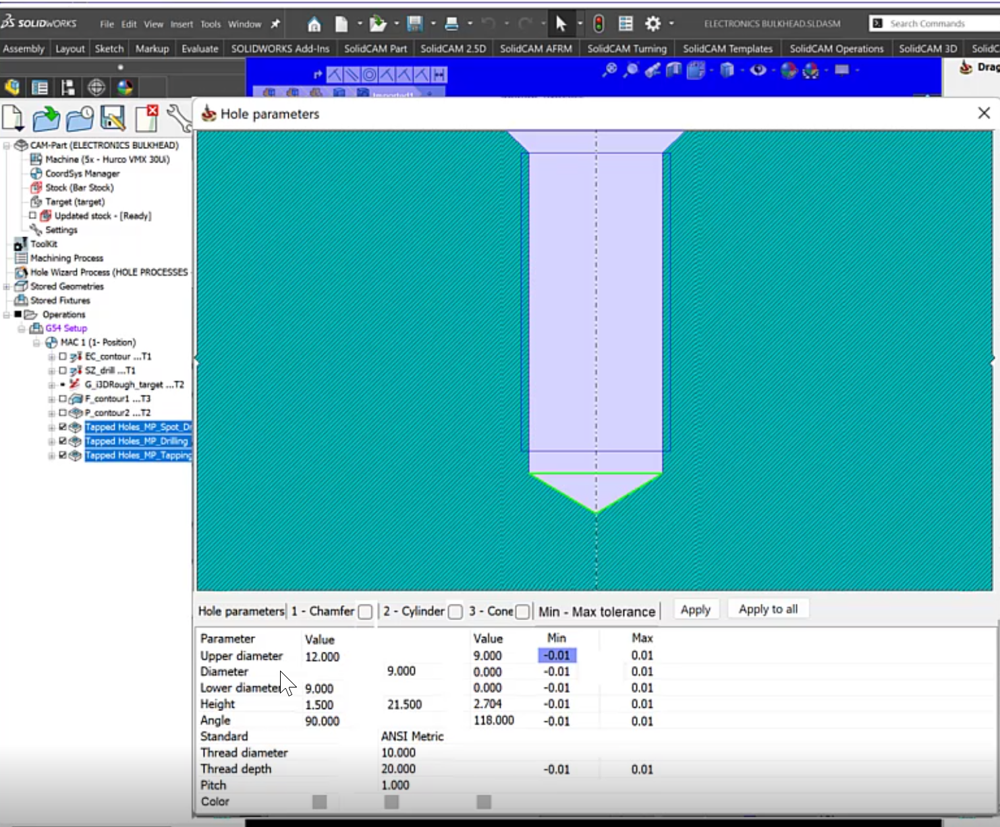 SOLIDWORKS File Edit View Insert Tools Window ELECTRONICS BULKHEAD.SLDASM Search Commands
Assembly Layout Sketch Markup Evaluate SOLIDWORKS Add-Ins SolidCAM Part SolidCAM 2.5D SolidCAM AFRM SolidCAM Turning SolidCAM Templates SolidCAM Operations SolidCAM 3D SolidC
Drag
Imported1
Hole parameters
CAM-Part (ELECTRONICS BULKHEAD)
Machine (5x - Hurco VMX 30Ui)
CoordSys Manager
Stock (Bar Stock)
Target (target)
Updated stock - [Ready]
Settings
ToolKit
Machining Process
Hole Wizard Process (HOLE PROCESSES
Stored Geometries
Stored Fixtures
Operations
G54 Setup
MAC 1 (1- Position)
EC_contour ...T1
SZ_drill ...T1
G_i3DRough_target ...T2
F_contour1 ...T3
P_contour2 ...T2
Tapped Holes_MP_Spot_Dr
Tapped Holes_MP_Drilling
Tapped Holes_MP_Tapping
Hole parameters 1 - Chamfer 2 - Cylinder 3 - Cone Min - Max tolerance Apply Apply to all
Parameter Value Value Min Max
Upper diameter 12.000 9.000 -0.01 0.01
Diameter 9.000 0.000 -0.01 0.01
Lower diameter 9.000 0.000 -0.01 0.01
Height 1.500 21.500 2.704 -0.01 0.01
Angle 90.000 118.000 -0.01 0.01
Standard ANSI Metric
Thread diameter 10.000
Thread depth 20.000 -0.01 0.01
Pitch 1.000
Color